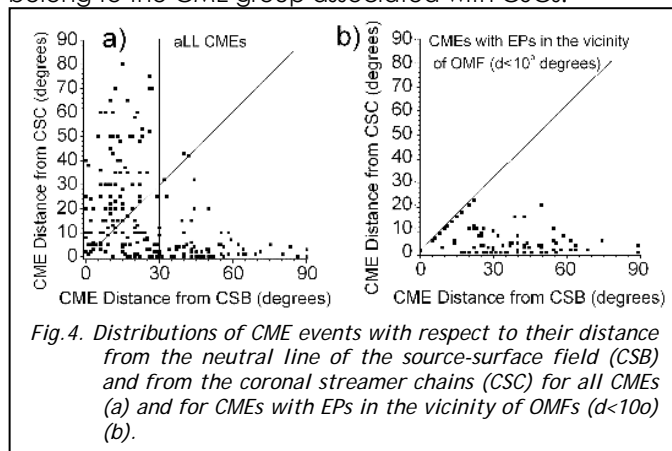 belong to the CME group associated with CSCs.
a)
aLL CMEs
CME Distance from CSC (degrees)
90
80
70
60
50
40
30
20
10
0
0 30 60 90
CME Distance from CSB (degrees)
b)
CMEs with EPs in the vicinity
of OMF (d<10° degrees)
CME Distance from CSC (degrees)
90
80
70
60
50
40
30
20
10
0
0 30 60 90
CME Distance from CSB (degrees)
Fig.4. Distributions of CME events with respect to their distance
from the neutral line of the source-surface field (CSB)
and from the coronal streamer chains (CSC) for all CMEs
(a) and for CMEs with EPs in the vicinity of OMFs (d<10o)
(b).